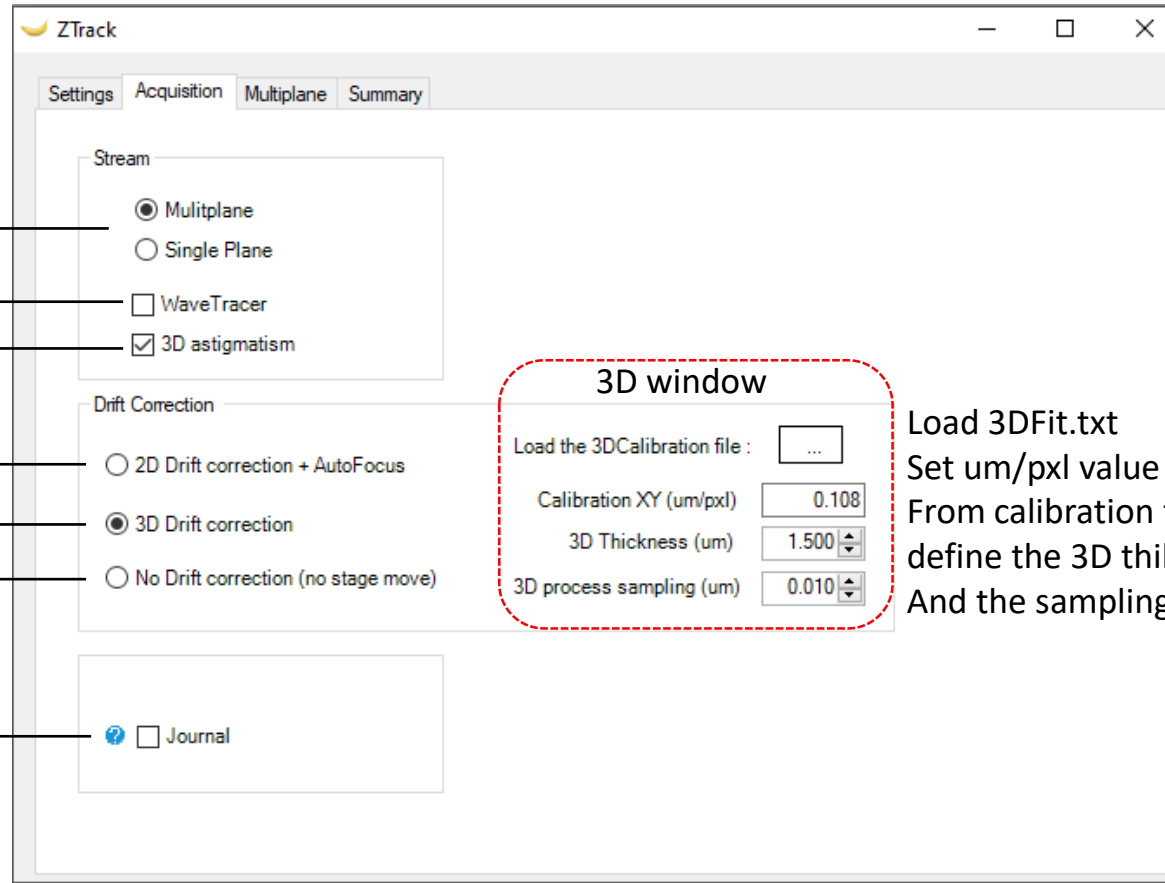 ZTrack
Settings Acquisition Multiplane Summary
Stream
Mulitplane
Single Plane
WaveTracer
3D astigmatism
Drift Correction
2D Drift correction + AutoFocus
3D Drift correction
No Drift correction (no stage move)
3D window
Load the 3DCalibration file : ...
Calibration XY (um/pxl) 0.108
3D Thickness (um) 1.500
3D process sampling (um) 0.010
Load 3DFit.txt
Set um/pxl value
From calibration
define the 3D
And the sampling
? Journal